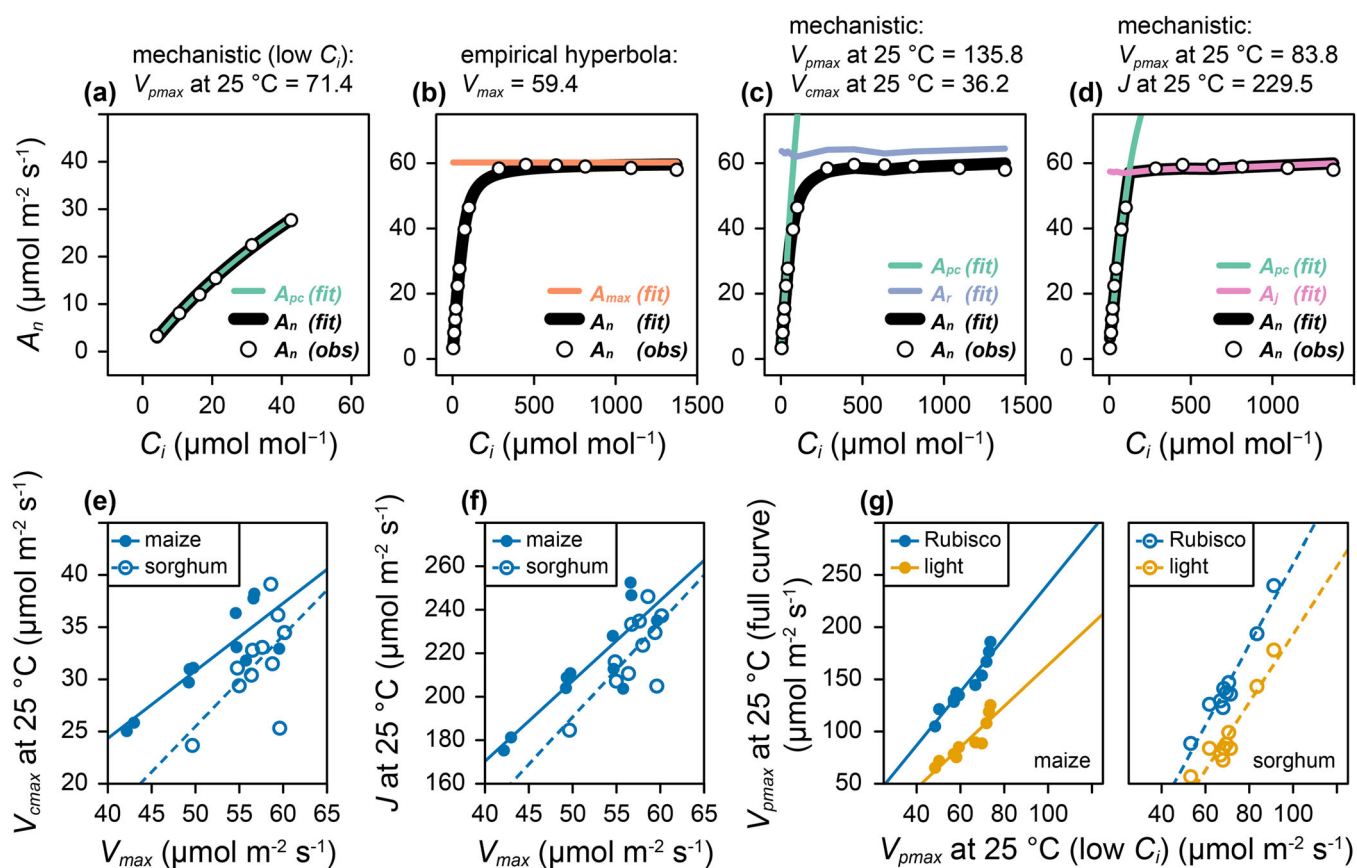 mechanistic (low Ci):
Vpmax at 25 °C = 71.4
(a)
empirical hyperbola:
Vmax = 59.4
(b)
mechanistic:
Vpmax at 25 °C = 135.8
Vcmax at 25 °C = 36.2
(c)
mechanistic:
Vpmax at 25 °C = 83.8
J at 25 °C = 229.5
(d)
An (µmol m-2 s-1)
40
30
20
10
0
Apc (fit)
An (fit)
An (obs)
0 20 40 60
Ci (µmol mol−1)
60
40
20
0
Amax (fit)
An (fit)
An (obs)
0 500 1000 1500
Ci (µmol mol−1)
60
40
20
0
Apc (fit)
Ar (fit)
An (fit)
An (obs)
0 500 1000 1500
Ci (µmol mol−1)
60
40
20
0
Apc (fit)
Aj (fit)
An (fit)
An (obs)
0 500 1000
Ci (µmol mol−1)
(e)
Vcmax at 25 °C (µmol m-2 s-1)
maize
sorghum
40
35
30
25
20
40 45 50 55 60 65
Vmax (µmol m-2 s-1)
(f)
J at 25 °C (µmol m-2 s-1)
maize
sorghum
260
240
220
200
180
160
40 45 50 55 60 65
Vmax (µmol m-2 s-1)
(g)
Vpmax at 25 °C (full curve)
(µmol m-2 s-1)
Rubisco
light
300
250
200
150
100
50
maize
40 60 80 100 120
Rubisco
light
sorghum
40 60 80 100 120
Vpmax at 25 °C (low Ci) (µmol m-2 s-1)